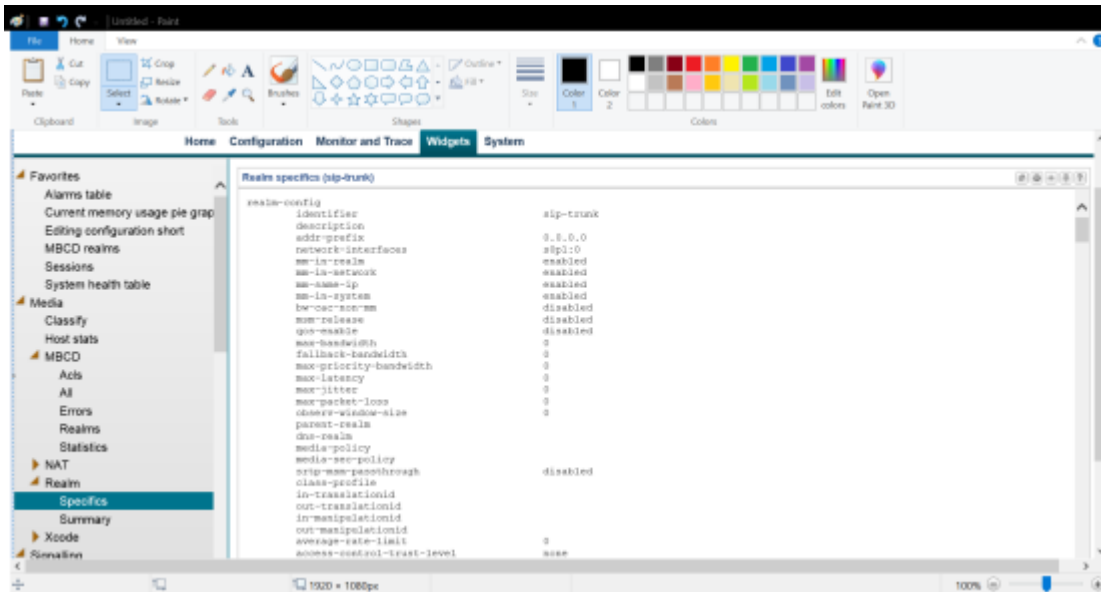 Untitled - Paint
File Home View
Paste
Cut
Copy
Clipboard
Select
Crop
Resize
Rotate
Image
Tools
Brushes
Outline
Fill
Shapes
Size
Color 1
Color 2
Colors
Edit colors
Open Paint 3D
Home Configuration Monitor and Trace Widgets System
Favorites
Alarms table
Current memory usage pie grap
Editing configuration short
MBCD realms
Sessions
System health table
Media
Classify
Host stats
MBCD
Acls
All
Errors
Realms
Statistics
NAT
Realm
Specifics
Summary
Xcode
Signaling
Realm specifics (sip-trunk)
realm-config
identifier sip-trunk
description
addr-prefix 0.0.0.0
network-interfaces s0p1:0
mm-in-realm enabled
mm-in-network enabled
mm-same-ip enabled
mm-in-system enabled
bw-cac-non-mm disabled
msm-release disabled
qos-enable disabled
max-bandwidth 0
fallback-bandwidth 0
max-priority-bandwidth 0
max-latency 0
max-jitter 0
max-packet-loss 0
observ-window-size 0
parent-realm
dns-realm
media-policy
media-sec-policy
srtp-msm-passthrough disabled
class-profile
in-translationid
out-translationid
in-manipulationid
out-manipulationid
average-rate-limit 0
access-control-trust-level none
1920 × 1080px
100%